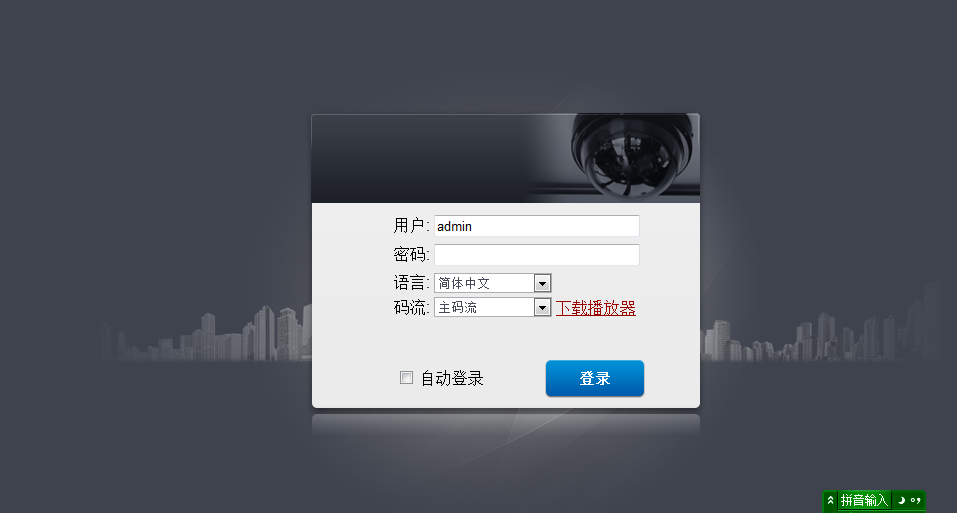 用户: admin
密码:
语言: 简体中文
码流: 主码流 下载播放器
自动登录 登录
拼音输入